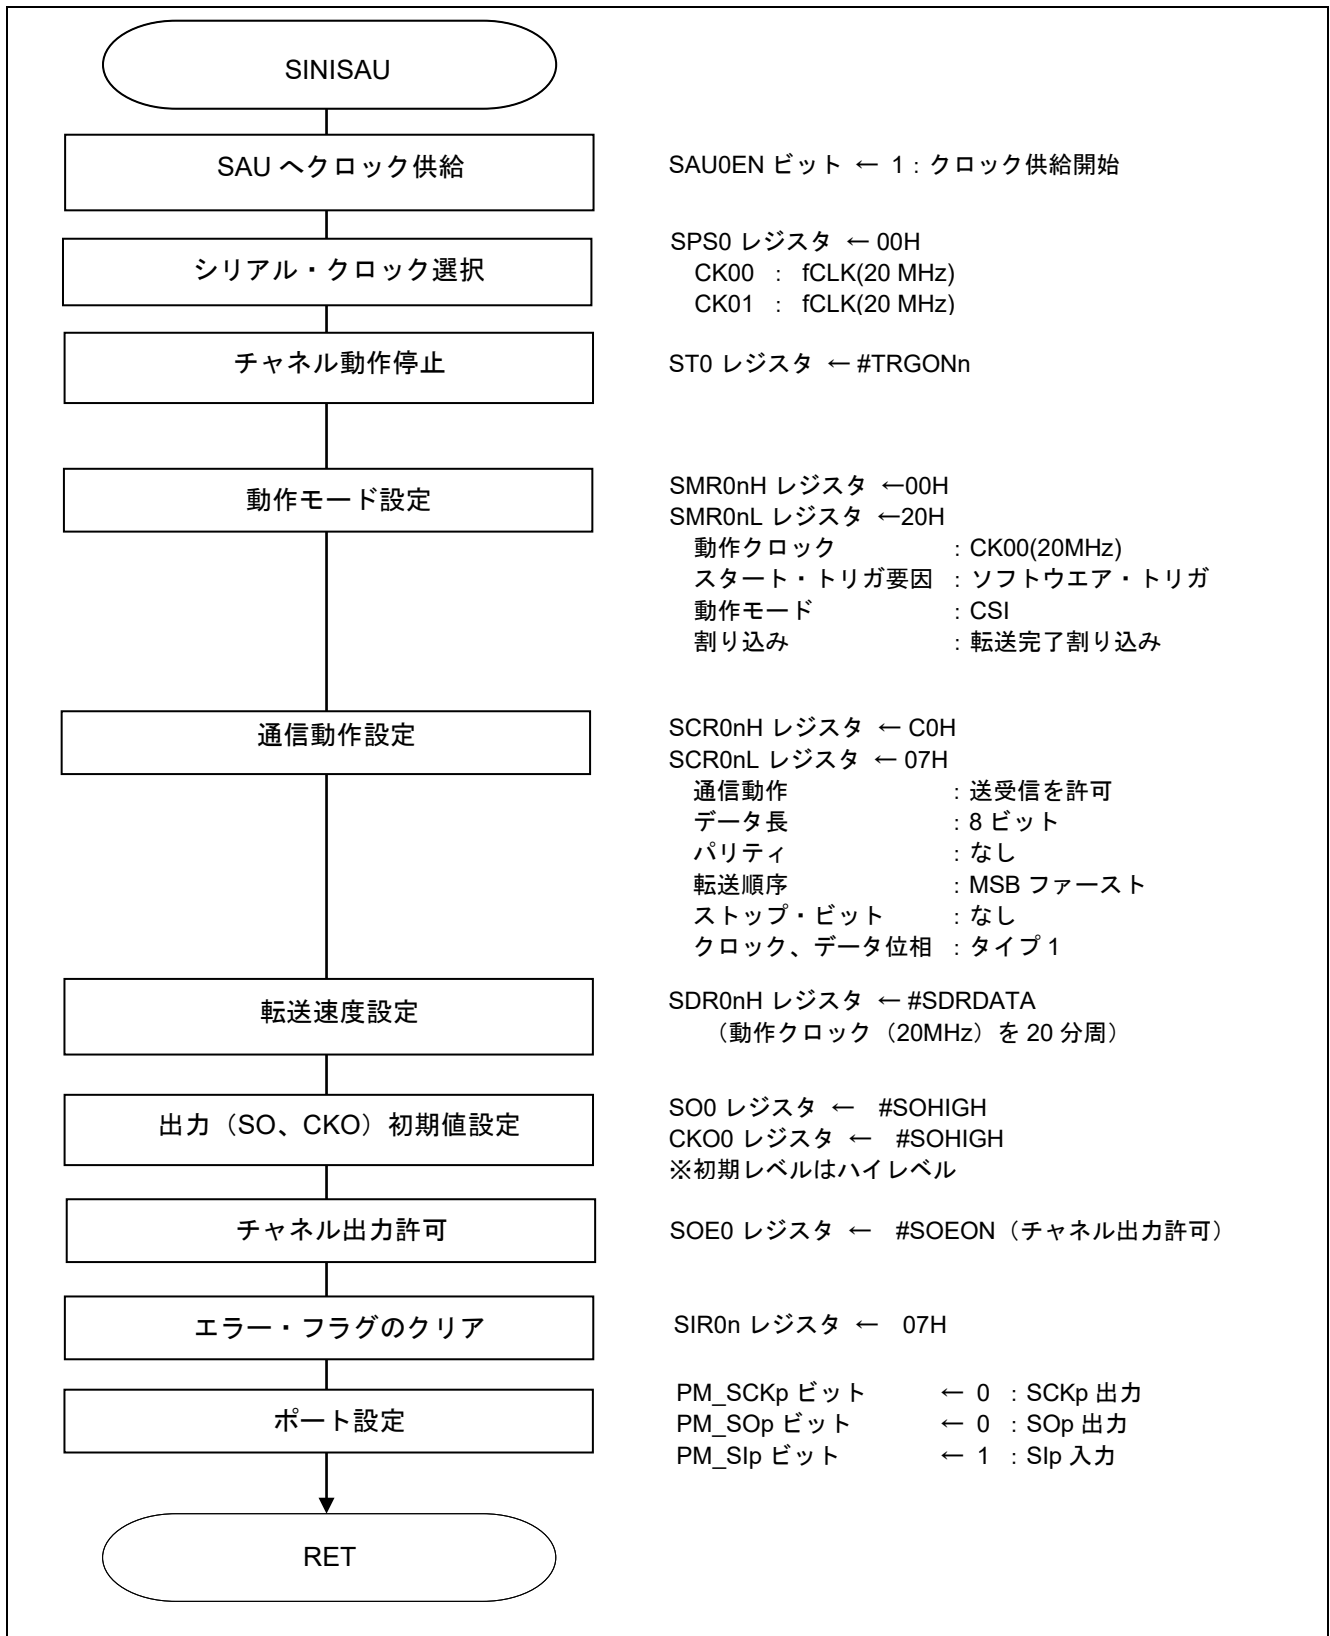 SINISAU
SAU へクロック供給
SAU0EN ビット ← 1：クロック供給開始
シリアル・クロック選択
SPS0 レジスタ ← 00H
CK00 ： fCLK(20 MHz)
CK01 ： fCLK(20 MHz)
チャネル動作停止
ST0 レジスタ ← #TRGONn
動作モード設定
SMR0nH レジスタ ←00H
SMR0nL レジスタ ←20H
動作クロック ：CK00(20MHz)
スタート・トリガ要因 ：ソフトウエア・トリガ
動作モード ：CSI
割り込み ：転送完了割り込み
通信動作設定
SCR0nH レジスタ ← C0H
SCR0nL レジスタ ← 07H
通信動作 ：送受信を許可
データ長 ：8 ビット
パリティ ：なし
転送順序 ：MSB ファースト
ストップ・ビット ：なし
クロック、データ位相 ：タイプ 1
転送速度設定
SDR0nH レジスタ ← #SDRDATA
（動作クロック（20MHz）を 20 分周）
出力（SO、CKO）初期値設定
SO0 レジスタ ← #SOHIGH
CKO0 レジスタ ← #SOHIGH
※初期レベルはハイレベル
チャネル出力許可
SOE0 レジスタ ← #SOEON（チャネル出力許可）
エラー・フラグのクリア
SIR0n レジスタ ← 07H
ポート設定
PM_SCKp ビット ← 0 ：SCKp 出力
PM_SOp ビット ← 0 ：SOp 出力
PM_SIp ビット ← 1 ：SIp 入力
RET